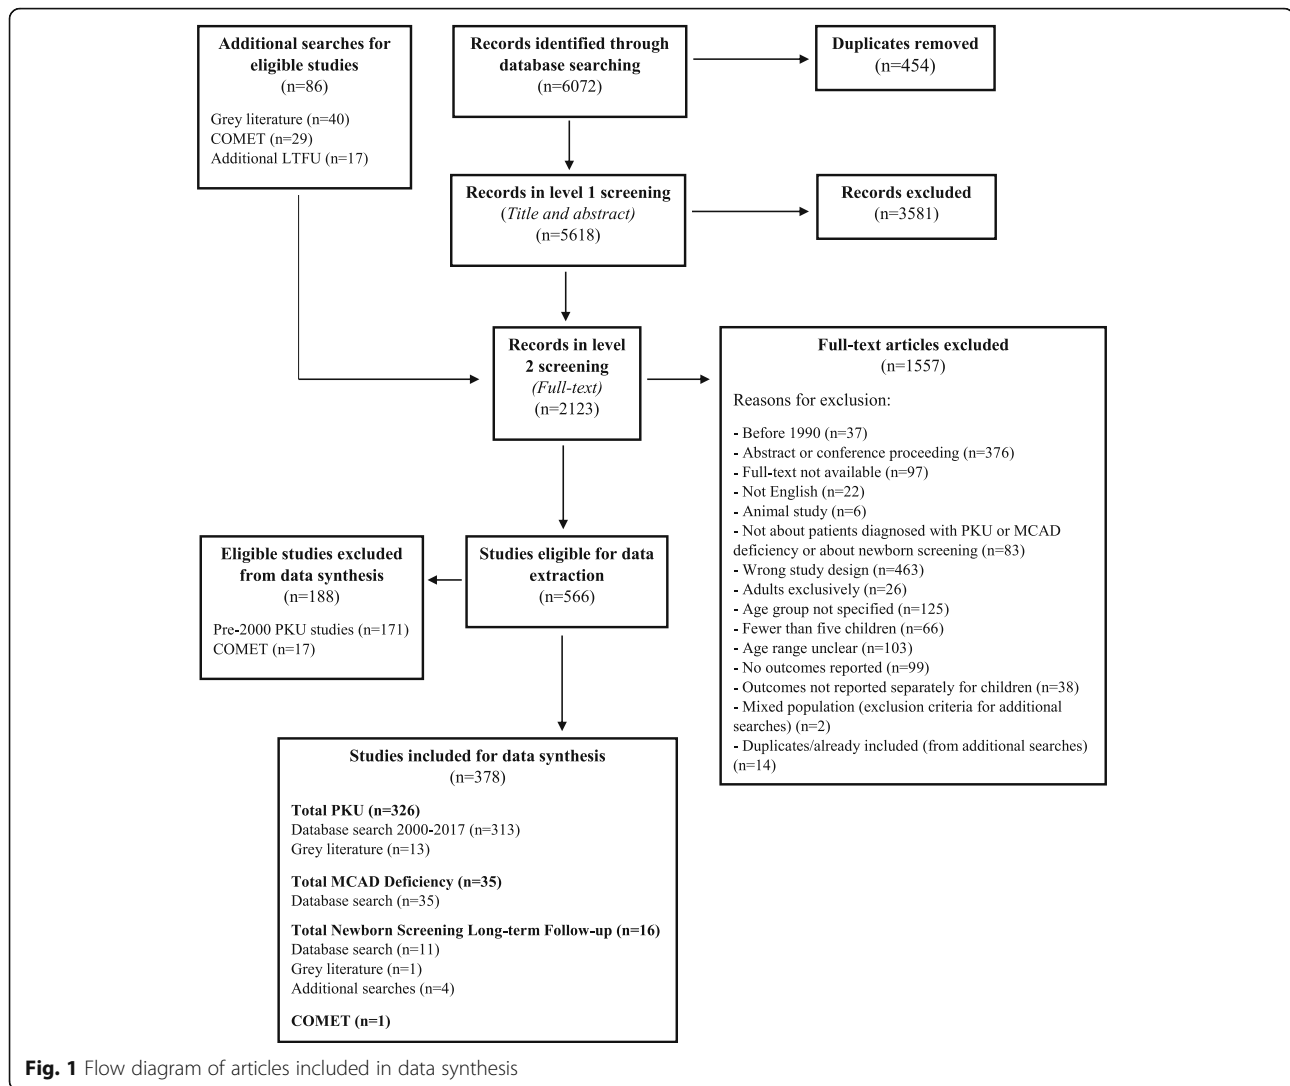 Additional searches for
eligible studies
(n=86)
Grey literature (n=40)
COMET (n=29)
Additional LTFU (n=17)
Records identified through
database searching
(n=6072)
Duplicates removed
(n=454)
Records in level 1 screening
(Title and abstract)
(n=5618)
Records excluded
(n=3581)
Records in level
2 screening
(Full-text)
(n=2123)
Full-text articles excluded
(n=1557)
Reasons for exclusion:
- Before 1990 (n=37)
- Abstract or conference proceeding (n=376)
- Full-text not available (n=97)
- Not English (n=22)
- Animal study (n=6)
- Not about patients diagnosed with PKU or MCAD
deficiency or about newborn screening (n=83)
- Wrong study design (n=463)
- Adults exclusively (n=26)
- Age group not specified (n=125)
- Fewer than five children (n=66)
- Age range unclear (n=103)
- No outcomes reported (n=99)
- Outcomes not reported separately for children (n=38)
- Mixed population (exclusion criteria for additional
searches) (n=2)
- Duplicates/already included (from additional searches)
(n=14)
Eligible studies excluded
from data synthesis
(n=188)
Pre-2000 PKU studies (n=171)
COMET (n=17)
Studies eligible for data
extraction
(n=566)
Studies included for data synthesis
(n=378)
Total PKU (n=326)
Database search 2000-2017 (n=313)
Grey literature (n=13)
Total MCAD Deficiency (n=35)
Database search (n=35)
Total Newborn Screening Long-term Follow-up (n=16)
Database search (n=11)
Grey literature (n=1)
Additional searches (n=4)
COMET (n=1)
Fig. 1 Flow diagram of articles included in data synthesis